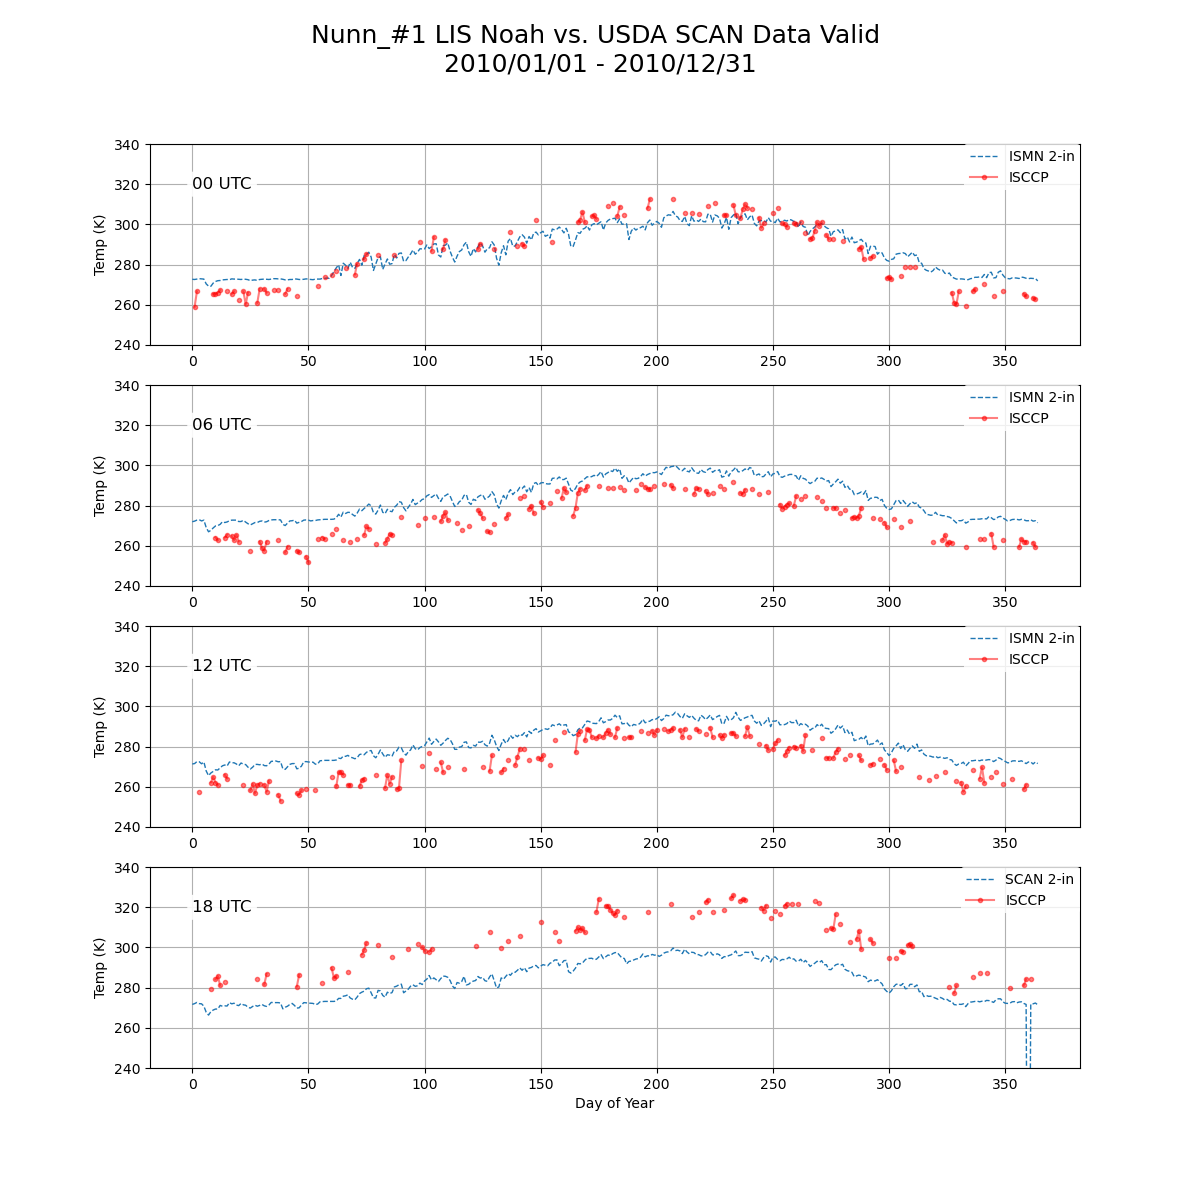 Nunn_#1 LIS Noah vs. USDA SCAN Data Valid
2010/01/01 - 2010/12/31
340
320
300
280
260
240
Temp (K)
00 UTC
ISMN 2-in
ISCCP
0 50 100 150 200 250 300 350
340
320
300
280
260
240
Temp (K)
06 UTC
ISMN 2-in
ISCCP
0 50 100 150 200 250 300 350
340
320
300
280
260
240
Temp (K)
12 UTC
ISMN 2-in
ISCCP
0 50 100 150 200 250 300 350
340
320
300
280
260
240
Temp (K)
18 UTC
SCAN 2-in
ISCCP
0 50 100 150 200 250 300 350
Day of Year